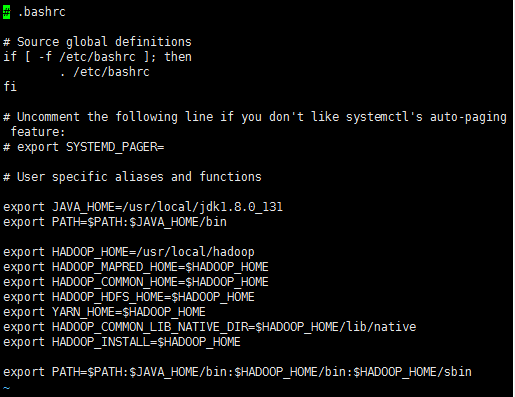 # .bashrc
# Source global definitions
if [ -f /etc/bashrc ]; then
        . /etc/bashrc
fi
# Uncomment the following line if you don't like systemctl's auto-paging
 feature:
# export SYSTEMD_PAGER=
# User specific aliases and functions
export JAVA_HOME=/usr/local/jdk1.8.0_131
export PATH=$PATH:$JAVA_HOME/bin
export HADOOP_HOME=/usr/local/hadoop
export HADOOP_MAPRED_HOME=$HADOOP_HOME
export HADOOP_COMMON_HOME=$HADOOP_HOME
export HADOOP_HDFS_HOME=$HADOOP_HOME
export YARN_HOME=$HADOOP_HOME
export HADOOP_COMMON_LIB_NATIVE_DIR=$HADOOP_HOME/lib/native
export HADOOP_INSTALL=$HADOOP_HOME
export PATH=$PATH:$JAVA_HOME/bin:$HADOOP_HOME/bin:$HADOOP_HOME/sbin
~